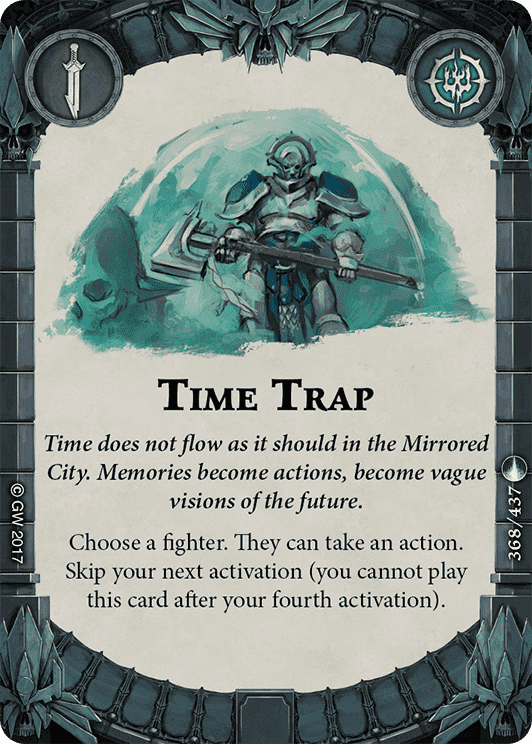 TIME TRAP
Time does not flow as it should in the Mirrored
City. Memories become actions, become vague
visions of the future.
Choose a fighter. They can take an action.
Skip your next activation (you cannot play
this card after your fourth activation).
© GW 2017
368/437